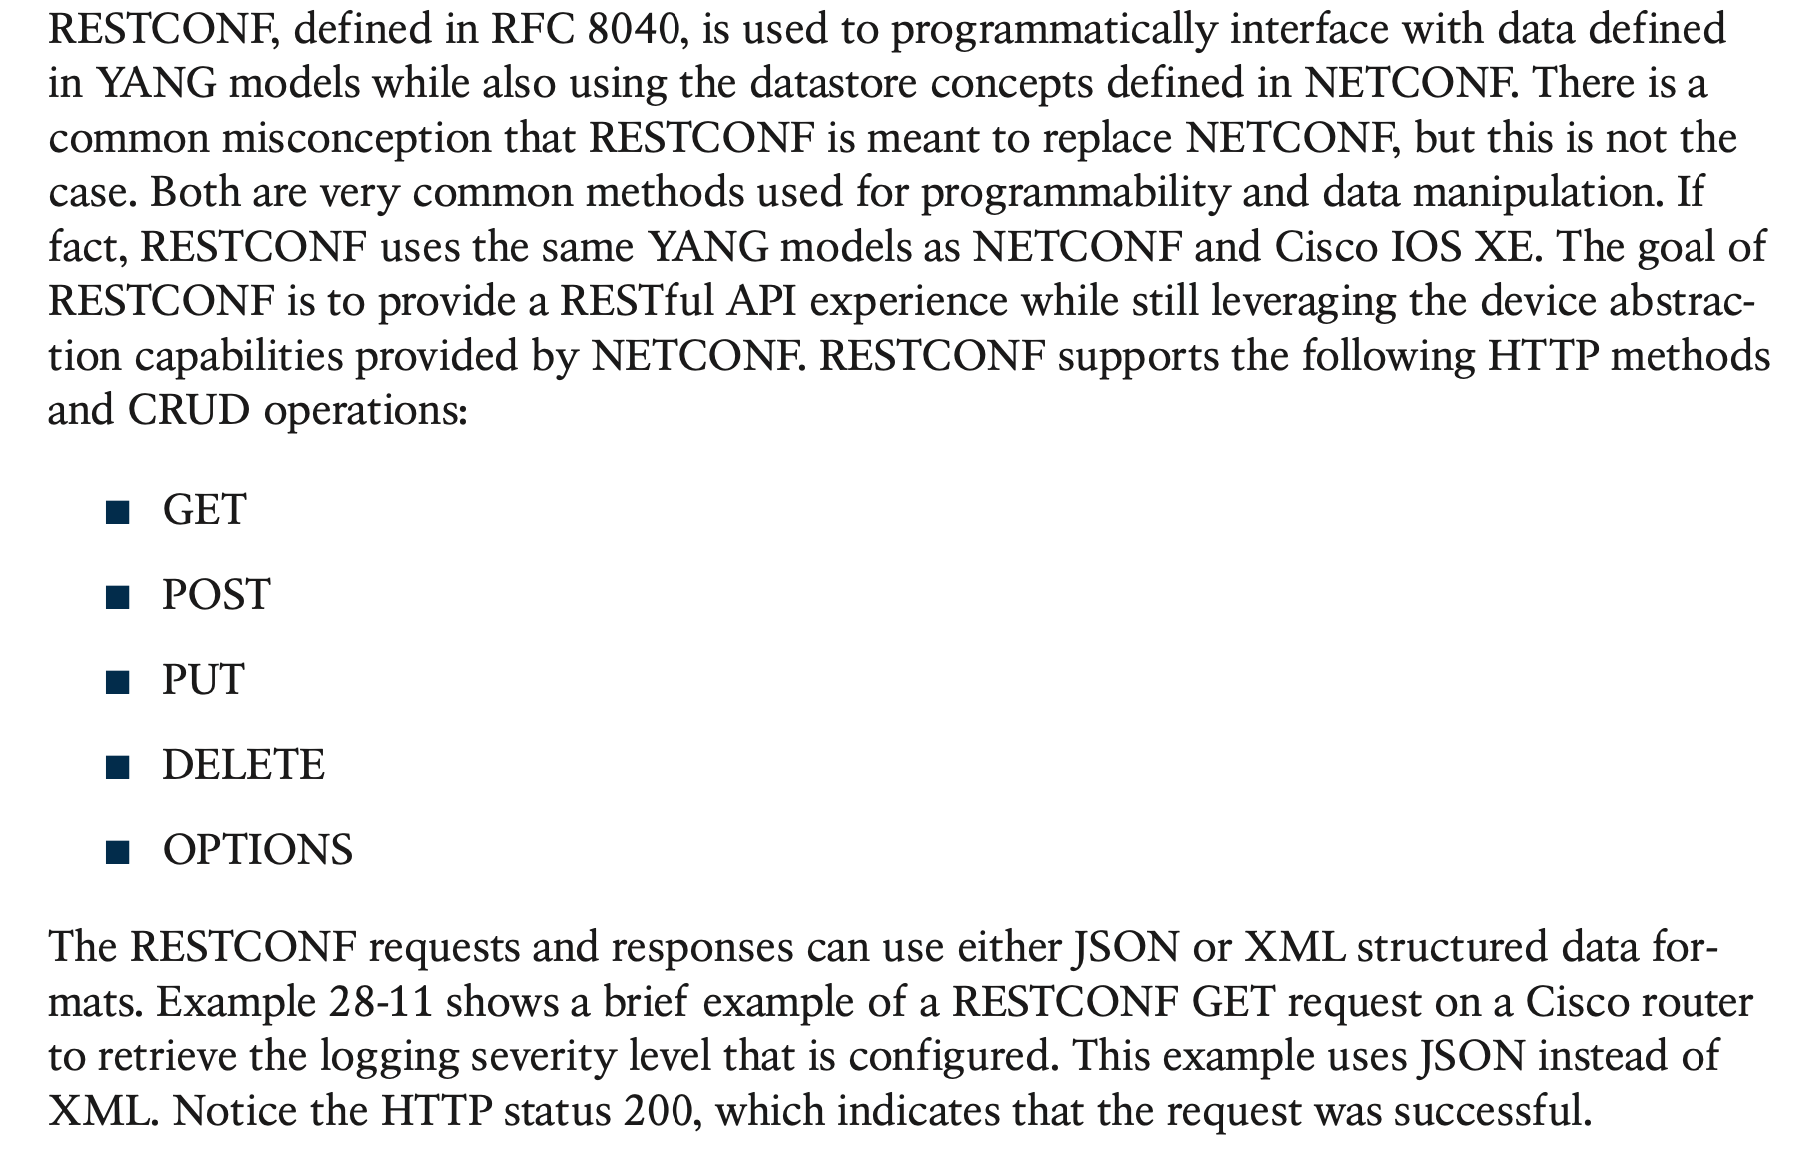 RESTCONF, defined in RFC 8040, is used to programmatically interface with data defined
in YANG models while also using the datastore concepts defined in NETCONF. There is a
common misconception that RESTCONF is meant to replace NETCONF, but this is not the
case. Both are very common methods used for programmability and data manipulation. If
fact, RESTCONF uses the same YANG models as NETCONF and Cisco IOS XE. The goal of
RESTCONF is to provide a RESTful API experience while still leveraging the device abstrac-
tion capabilities provided by NETCONF. RESTCONF supports the following HTTP methods
and CRUD operations:
■ GET
■ POST
■ PUT
■ DELETE
■ OPTIONS
The RESTCONF requests and responses can use either JSON or XML structured data for-
mats. Example 28-11 shows a brief example of a RESTCONF GET request on a Cisco router
to retrieve the logging severity level that is configured. This example uses JSON instead of
XML. Notice the HTTP status 200, which indicates that the request was successful.